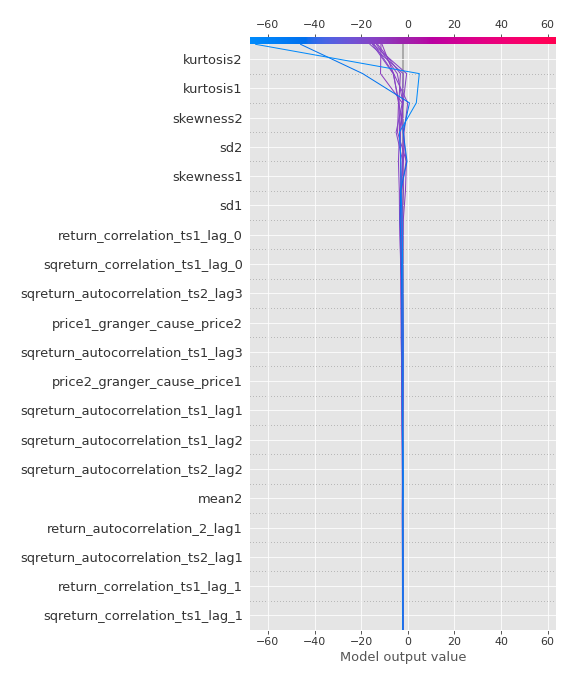 −60 −40 −20 0 20 40 60
kurtosis2
kurtosis1
skewness2
sd2
skewness1
sd1
return_correlation_ts1_lag_0
sqreturn_correlation_ts1_lag_0
sqreturn_autocorrelation_ts2_lag3
price1_granger_cause_price2
sqreturn_autocorrelation_ts1_lag3
price2_granger_cause_price1
sqreturn_autocorrelation_ts1_lag1
sqreturn_autocorrelation_ts1_lag2
sqreturn_autocorrelation_ts2_lag2
mean2
return_autocorrelation_2_lag1
sqreturn_autocorrelation_ts2_lag1
return_correlation_ts1_lag_1
sqreturn_correlation_ts1_lag_1
−60 −40 −20 0 20 40 60
Model output value